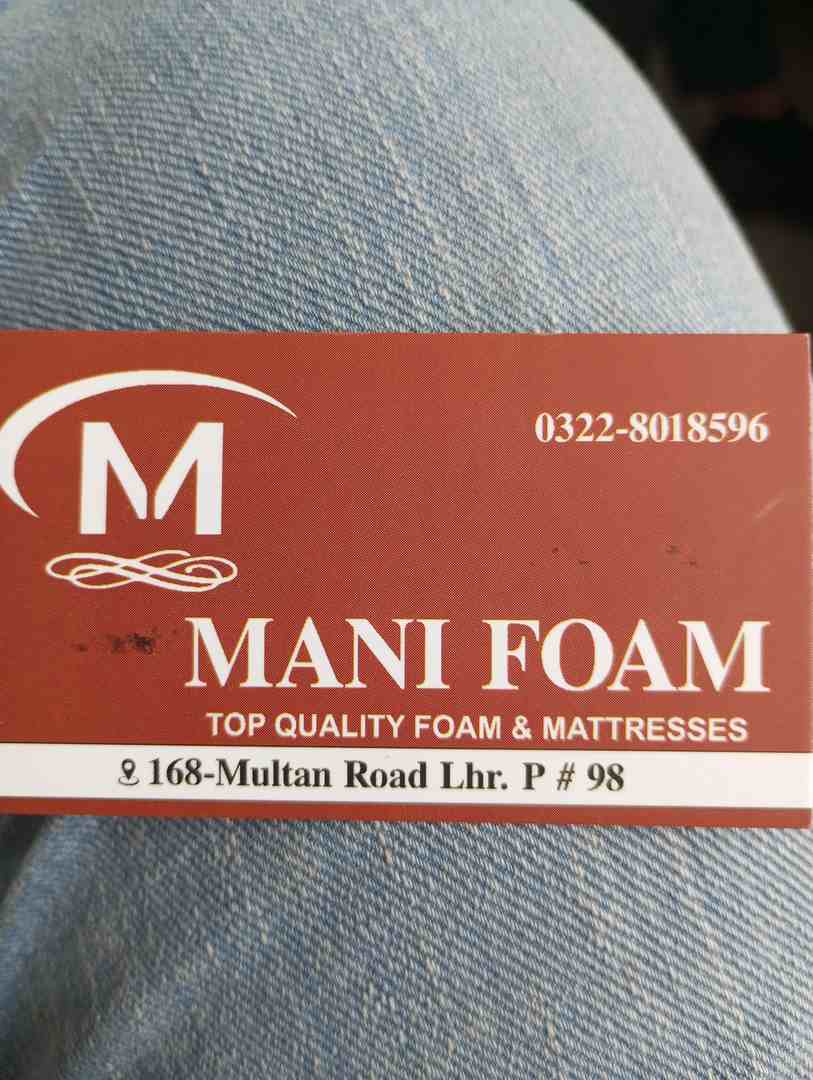 M
0322-8018596
MANI FOAM
TOP QUALITY FOAM & MATTRESSES
168-Multan Road Lhr. P # 98